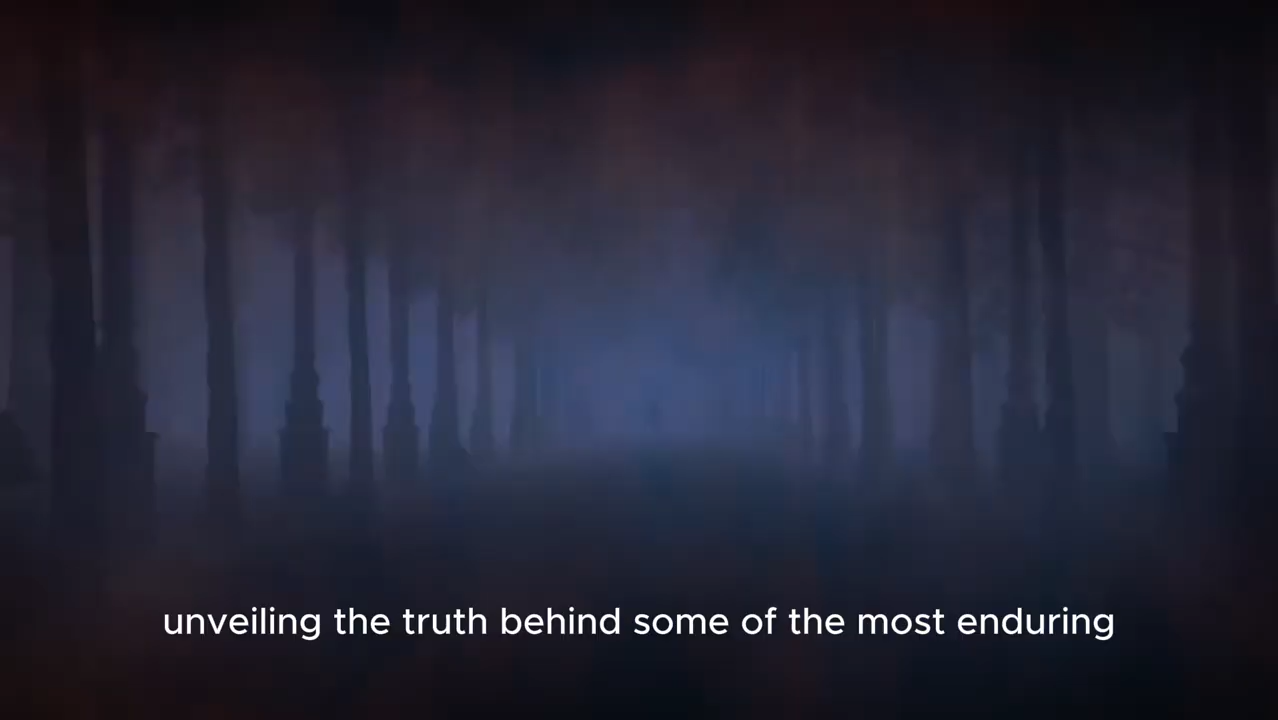 unveiling the truth behind some of the most enduring